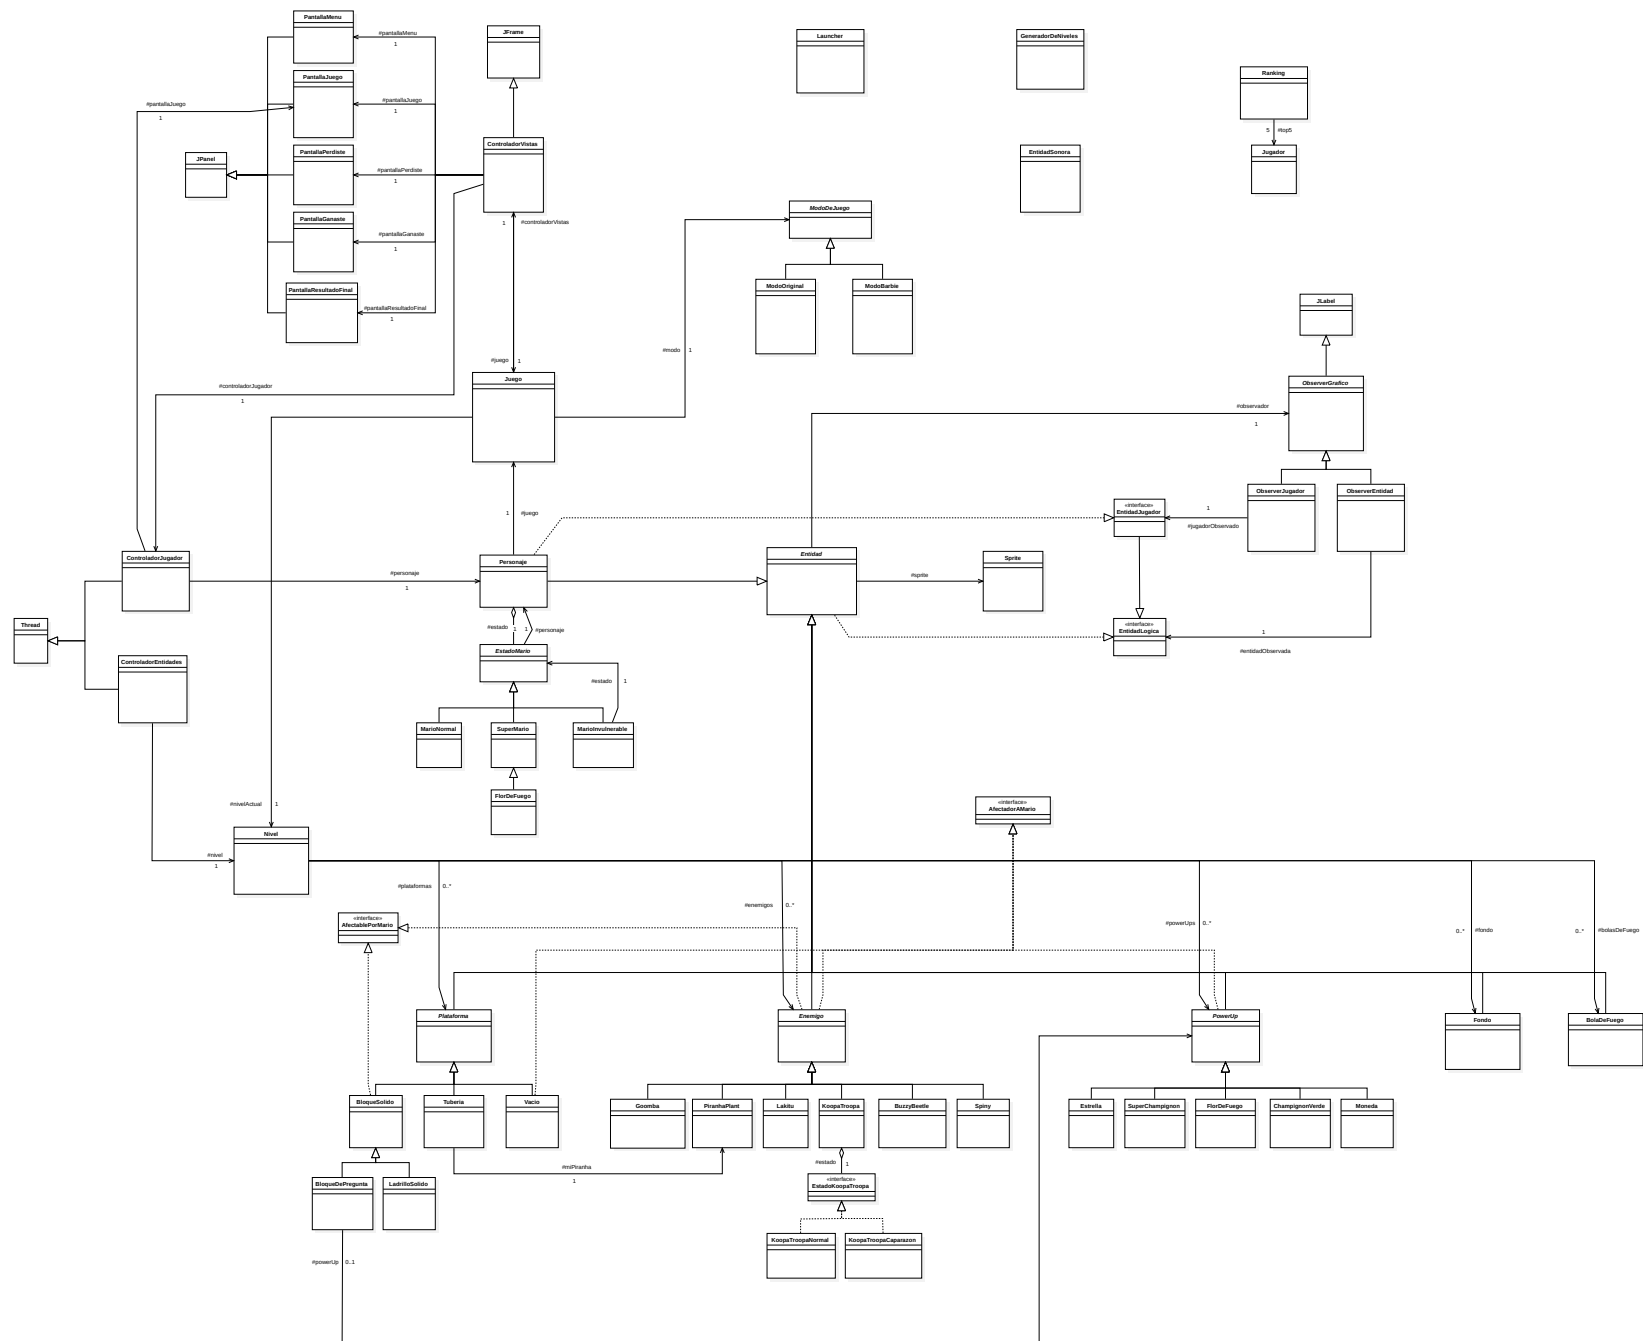 PantallaMenu
#pantallaMenu
1
JFrame
Launcher
GeneradorDeNiveles
Ranking
5 #top5
Jugador
PantallaJuego
#pantallaJuego
1
#pantallaJuego
1
ControladorVistas
JPanel
PantallaPerdiste
#pantallaPerdiste
1
EntidadSonora
PantallaGanaste
#pantallaGanaste
1
1 #controladorVistas
ModoDeJuego
ModoOriginal
ModoBarbie
PantallaResultadoFinal
#pantallaResultadoFinal
1
JLabel
#juego 1
#modo 1
Juego
#controladorJugador
1
ObserverGrafico
#observador
1
ObserverJugador
ObserverEntidad
«interface»
EntidadJugador
1
#jugadorObservado
1 #juego
ControladorJugador
#personaje
1
Personaje
Entidad
#sprite
Sprite
Thread
#estado 1
1 #personaje
«interface»
EntidadLogica
1
#entidadObservada
EstadoMario
ControladorEntidades
#estado 1
MarioNormal
SuperMario
MarioInvulnerable
FlorDeFuego
#nivelActual 1
«interface»
AfectadorAMario
Nivel
#nivel
1
#plataformas 0..*
#enemigos 0..*
#powerUps 0..*
0..* #fondo
0..* #bolasDeFuego
«interface»
AfectablePorMario
Plataforma
Enemigo
PowerUp
Fondo
BolaDeFuego
BloqueSolido
Tuberia
Vacio
Goomba
PiranhaPlant
Lakitu
KoopaTroopa
BuzzyBeetle
Spiny
Estrella
SuperChampignon
FlorDeFuego
ChampignonVerde
Moneda
#miPiranha
1
#estado 1
«interface»
EstadoKoopaTroopa
BloqueDePregunta
LadrilloSolido
KoopaTroopaNormal
KoopaTroopaCaparazon
#powerUp 0..1